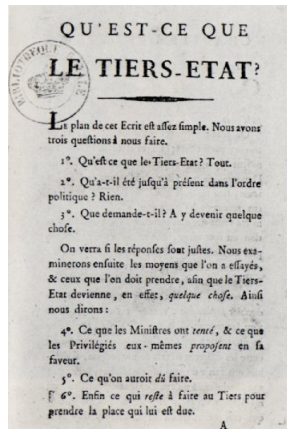 QU'EST-CE QUE
LE TIERS-ETAT?
BIBLIOTHEQUE
LE plan de cet Ecrit eſt aſſez ſimple. Nous avons
trois queſtions à nous faire.
1°. Qu'eſt ce que le Tiers-Etat? Tout.
2°. Qu'a-t-il été juſqu'à préſent dans l'ordre
politique? Rien.
3°. Que demande-t-il? A y devenir quelque
choſe.
On verra ſi les réponſes ſont juſtes. Nous exa-
minerons enſuite les moyens que l'on a eſſayés,
& ceux que l'on doit prendre, afin que le Tiers-
Etat devienne, en effet, quelque choſe. Ainſi
nous dirons:
4°. Ce que les Miniſtres ont tenté, & ce que
les Privilégiés eux-mêmes propoſent en ſa
faveur.
5°. Ce qu'on auroit dû faire.
6°. Enfin ce qui reſte à faire au Tiers pour
prendre la place qui lui eſt due.
A